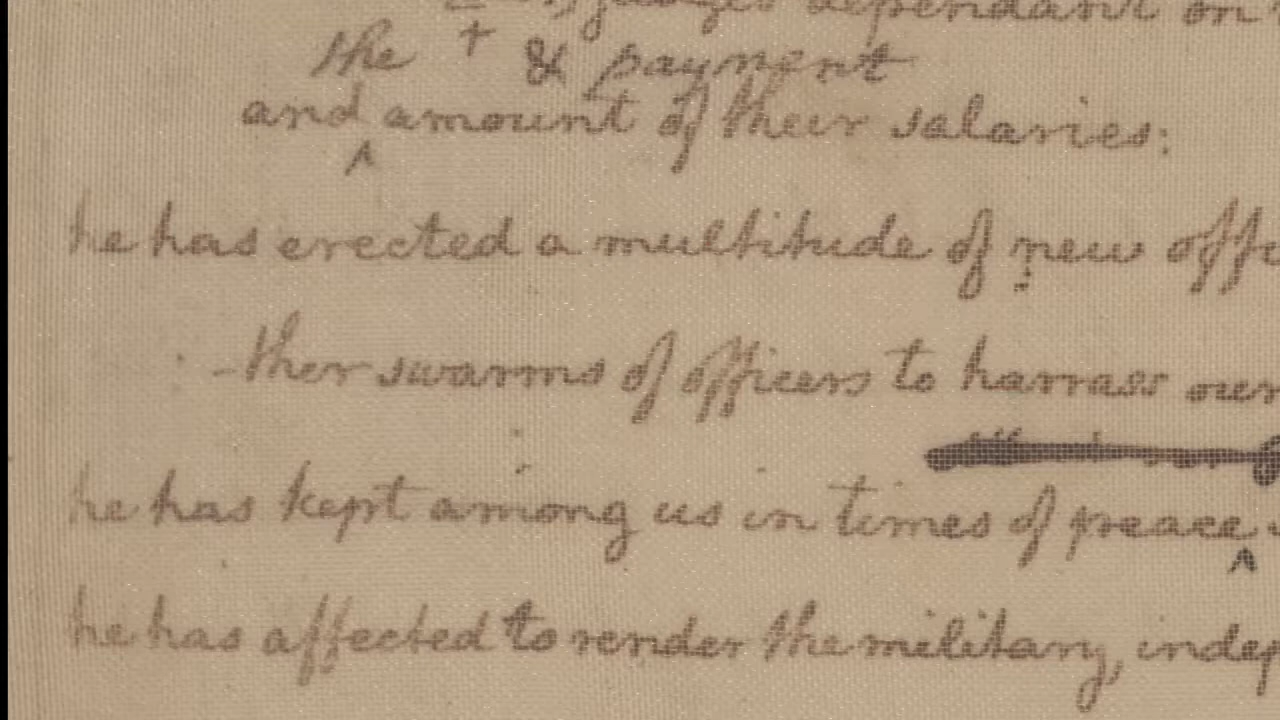 judges dependant on
the + & payment
and amount of their salaries:
^
he has erected a multitude of new offi
-ther swarms of officers to harrass our
he has kept among us in times of peace
^
he has affected to render the military, indep